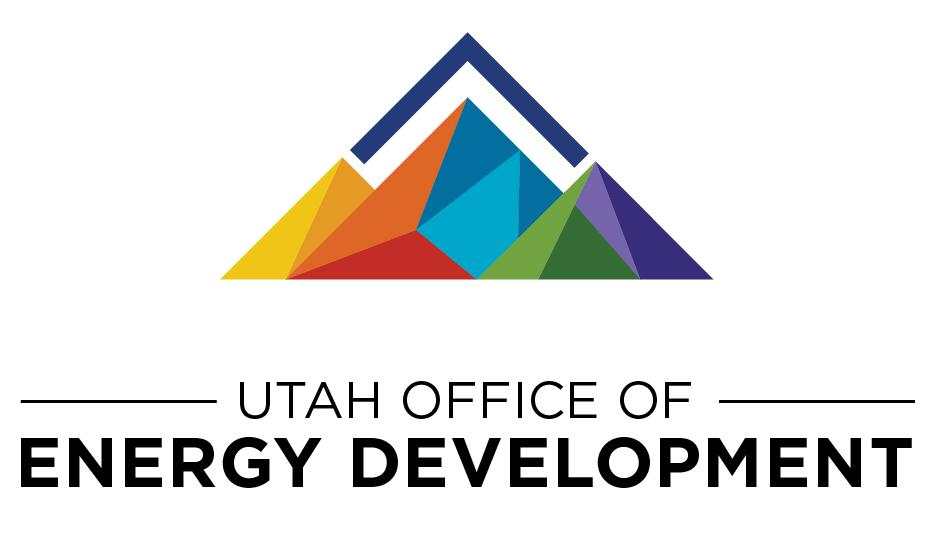 UTAH OFFICE OF
ENERGY DEVELOPMENT